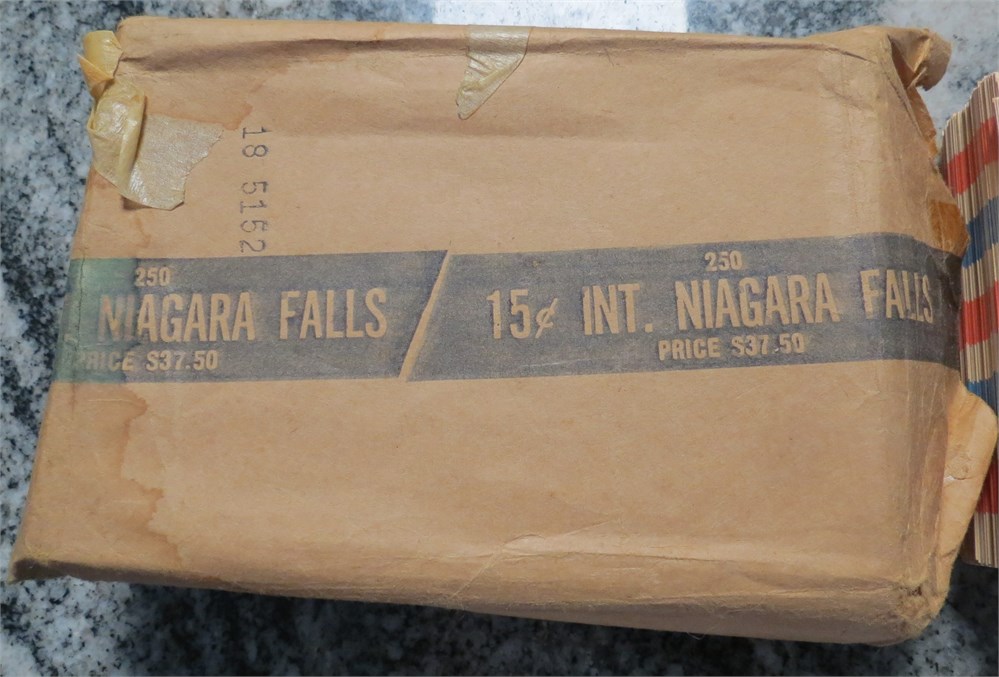 18 5152
250
NIAGARA FALLS
PRICE $37.50
250
15¢ INT. NIAGARA FALLS
PRICE $37.50